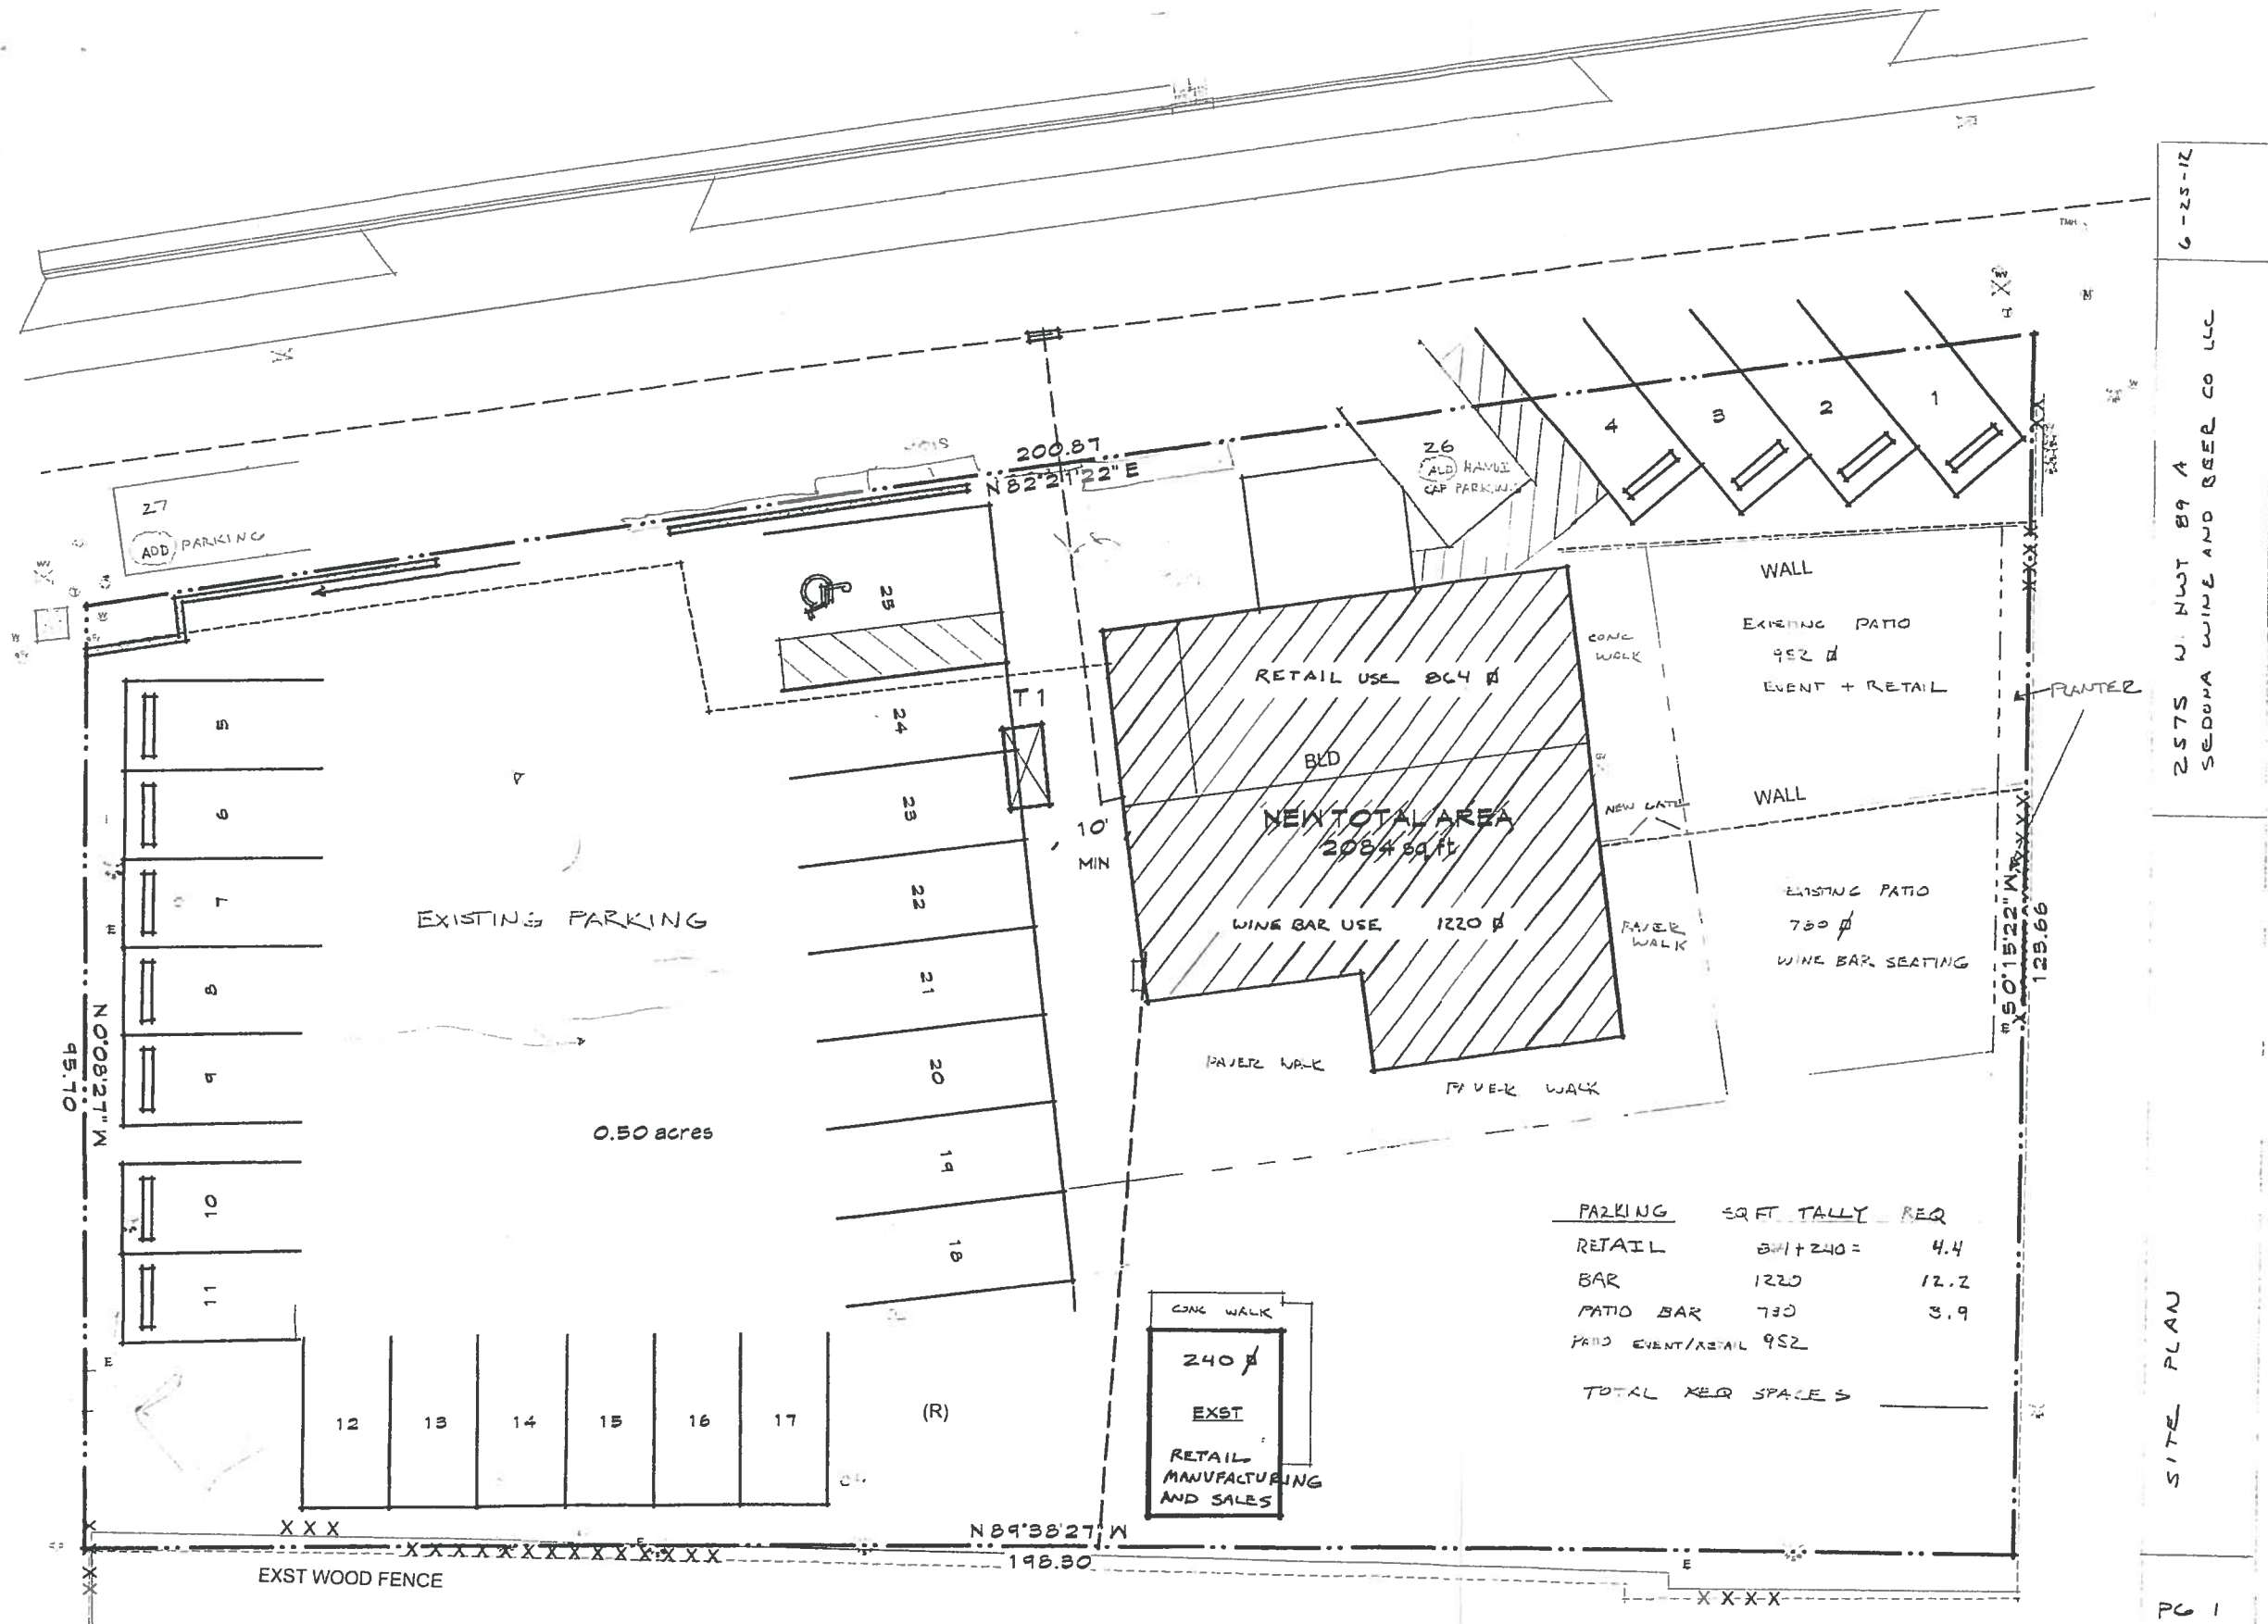 6-25-12
2575 W. HWY 89 A
SEDONA WINE AND BEER CO LLC
SITE PLAN
PG 1
TMH
27
ADD PARKING
200.87
N 82°21'22" E
26
ADD HANDI
CAP PARKING
4
3
2
1
25
T 1
24
23
22
21
20
19
18
5
6
7
8
9
10
11
12
13
14
15
16
17
(R)
EXISTING PARKING
0.50 acres
N 0°08'27" W
95.70
10'
MIN
RETAIL USE 864 ⌀
BLD
NEW TOTAL AREA
2084 sq ft
WINE BAR USE 1220 ⌀
CONC
WALK
WALL
EXISTING PATIO
952 ⌀
EVENT + RETAIL
PLANTER
WALL
NEW GATE
EXISTING PATIO
730 ⌀
WINE BAR SEATING
PAVER
WALK
S 0°15'22" W
123.66
PAVER WALK
PAVER WALK
PARKING SQ FT TALLY REQ
RETAIL + 240 = 4.4
BAR 1220 12.2
PATIO BAR 730 3.9
PATIO EVENT/RETAIL 952
TOTAL REQ SPACES
CONC WALK
240 ⌀
EXST
RETAIL
MANUFACTURING
AND SALES
X X X
N 89°38'27" W
198.30
EXST WOOD FENCE